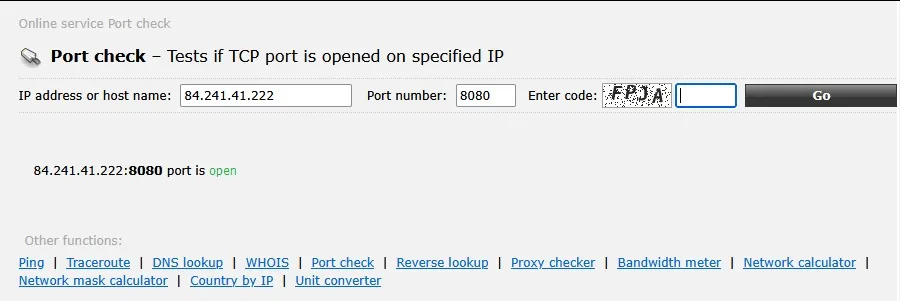 Online service Port check
Port check – Tests if TCP port is opened on specified IP
IP address or host name: 84.241.41.222 Port number: 8080 Enter code: FPJA Go
84.241.41.222:8080 port is open
Other functions:
Ping | Traceroute | DNS lookup | WHOIS | Port check | Reverse lookup | Proxy checker | Bandwidth meter | Network calculator |
Network mask calculator | Country by IP | Unit converter